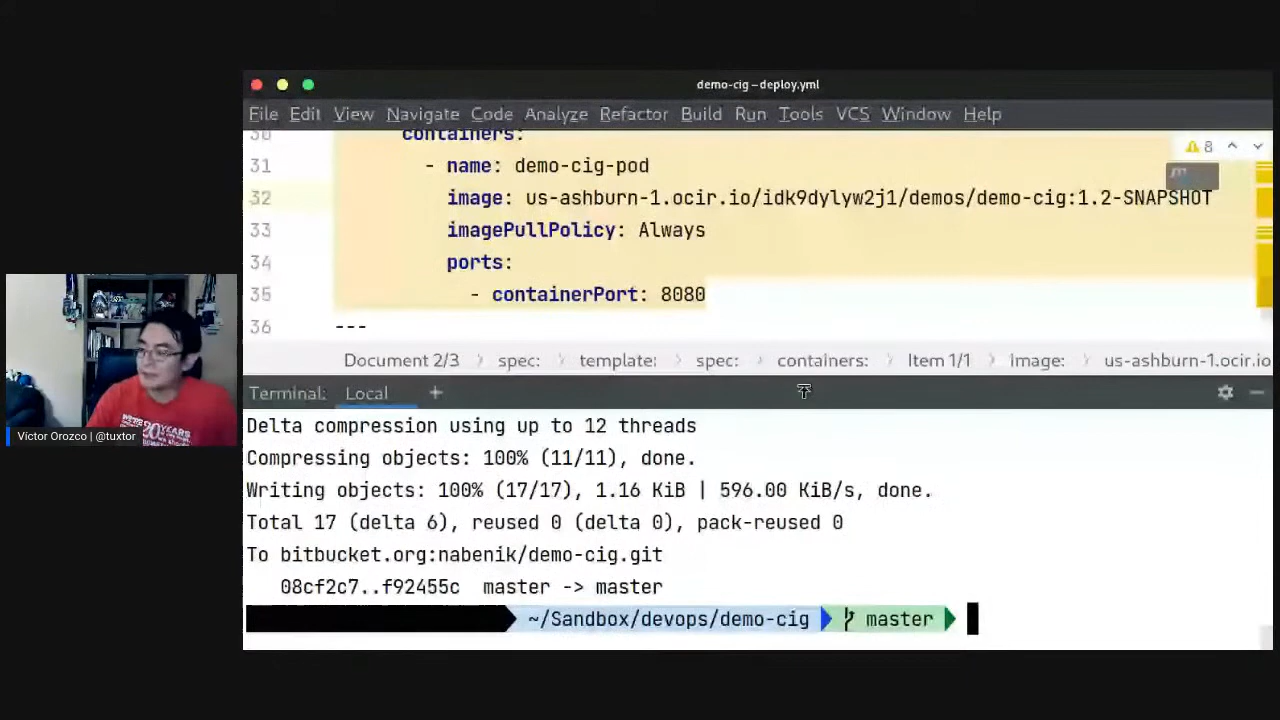 demo-cig – deploy.yml
File Edit View Navigate Code Analyze Refactor Build Run Tools VCS Window Help
30 containers:
8
31 - name: demo-cig-pod
32 image: us-ashburn-1.ocir.io/idk9dylyw2j1/demos/demo-cig:1.2-SNAPSHOT
33 imagePullPolicy: Always
34 ports:
35 - containerPort: 8080
36 ---
Document 2/3 › spec: › template: › spec: › containers: › Item 1/1 › image: › us-ashburn-1.ocir.io
Terminal: Local +
Delta compression using up to 12 threads
Compressing objects: 100% (11/11), done.
Writing objects: 100% (17/17), 1.16 KiB | 596.00 KiB/s, done.
Total 17 (delta 6), reused 0 (delta 0), pack-reused 0
To bitbucket.org:nabenik/demo-cig.git
08cf2c7..f92455c master -> master
~/Sandbox/devops/demo-cig master
20 YEARS
Víctor Orozco | @tuxtor